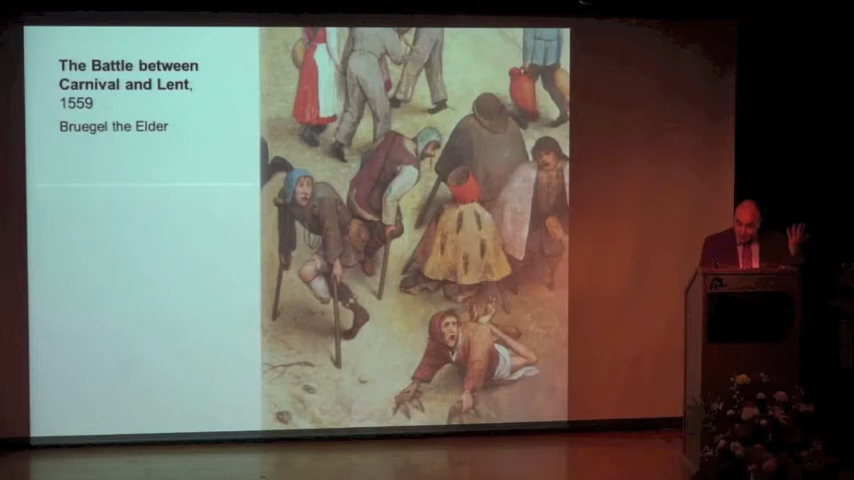 The Battle between
Carnival and Lent,
1559
Bruegel the Elder